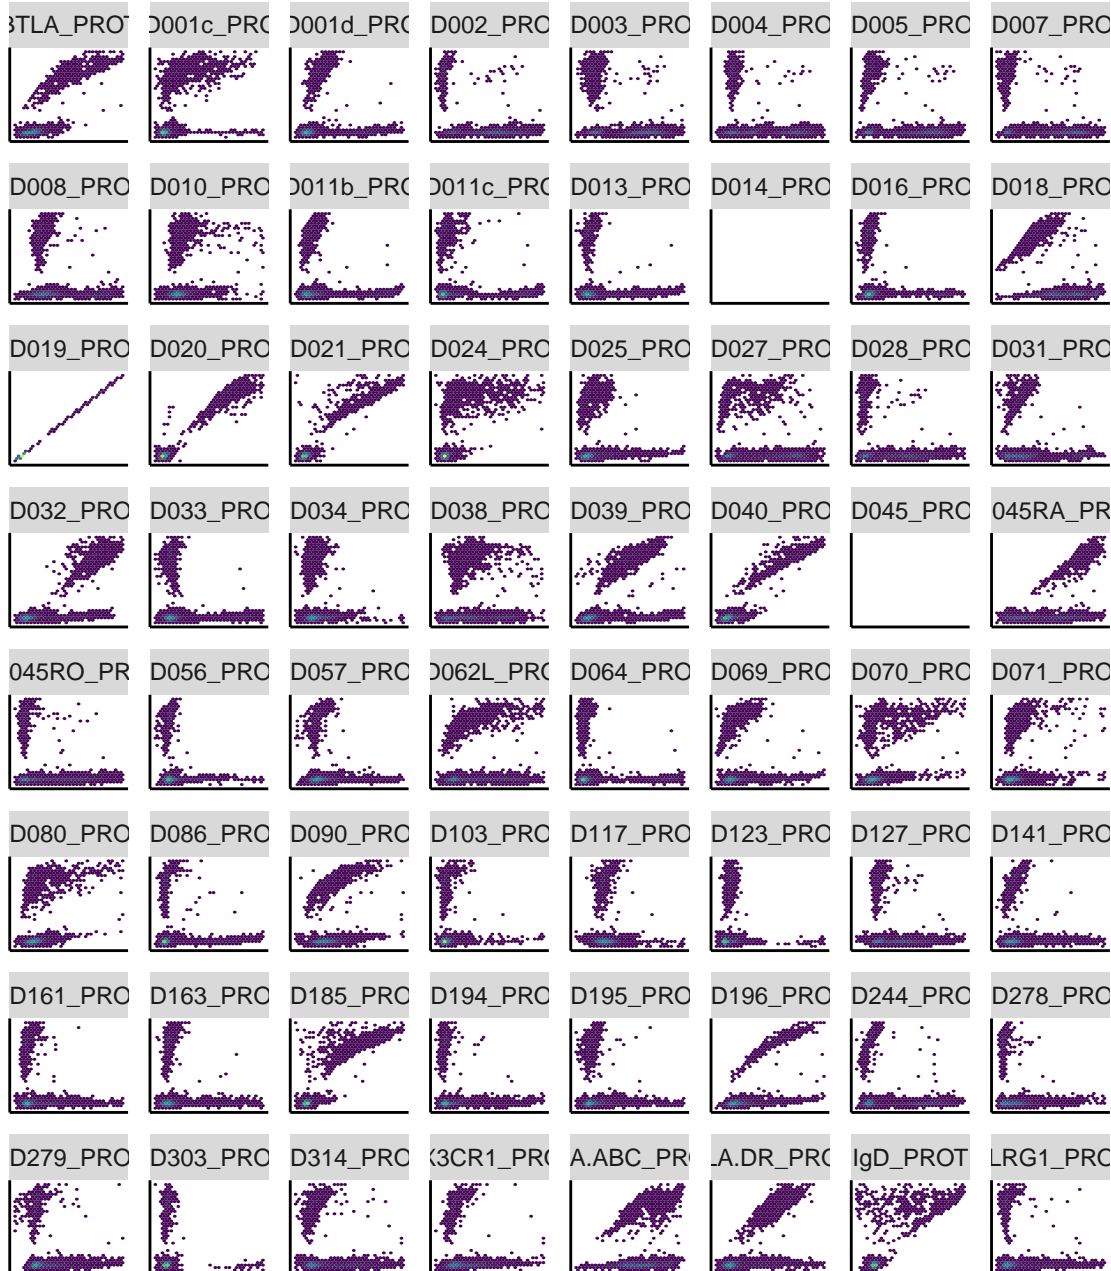 BTLA_PROT D001c_PRO D001d_PRO D002_PRO D003_PRO D004_PRO D005_PRO D007_PRO
D008_PRO D010_PRO D011b_PRO D011c_PRO D013_PRO D014_PRO D016_PRO D018_PRO
D019_PRO D020_PRO D021_PRO D024_PRO D025_PRO D027_PRO D028_PRO D031_PRO
D032_PRO D033_PRO D034_PRO D038_PRO D039_PRO D040_PRO D045_PRO 045RA_PR
045RO_PR D056_PRO D057_PRO D062L_PRO D064_PRO D069_PRO D070_PRO D071_PRO
D080_PRO D086_PRO D090_PRO D103_PRO D117_PRO D123_PRO D127_PRO D141_PRO
D161_PRO D163_PRO D185_PRO D194_PRO D195_PRO D196_PRO D244_PRO D278_PRO
D279_PRO D303_PRO D314_PRO X3CR1_PRO A.ABC_PRO LA.DR_PRO IgD_PROT LRG1_PRO